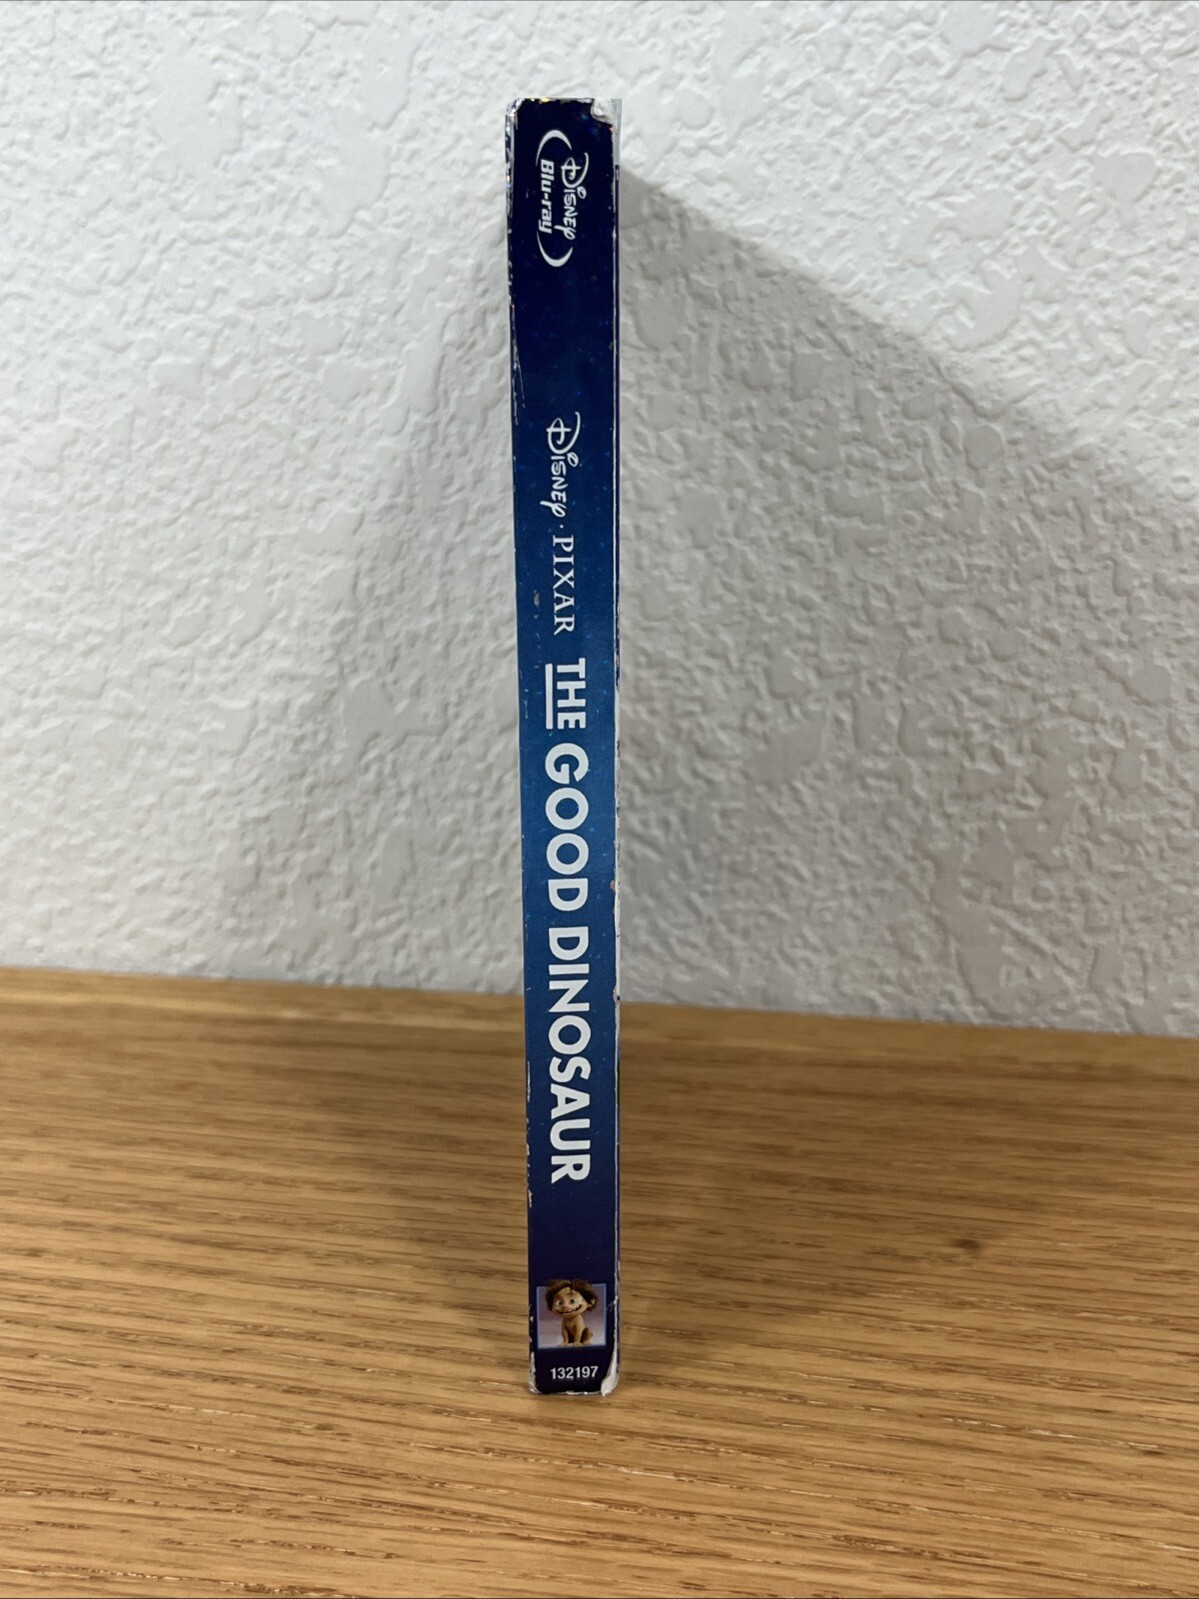 Disney
Blu-ray
Disney · PIXAR
THE GOOD DINOSAUR
132197